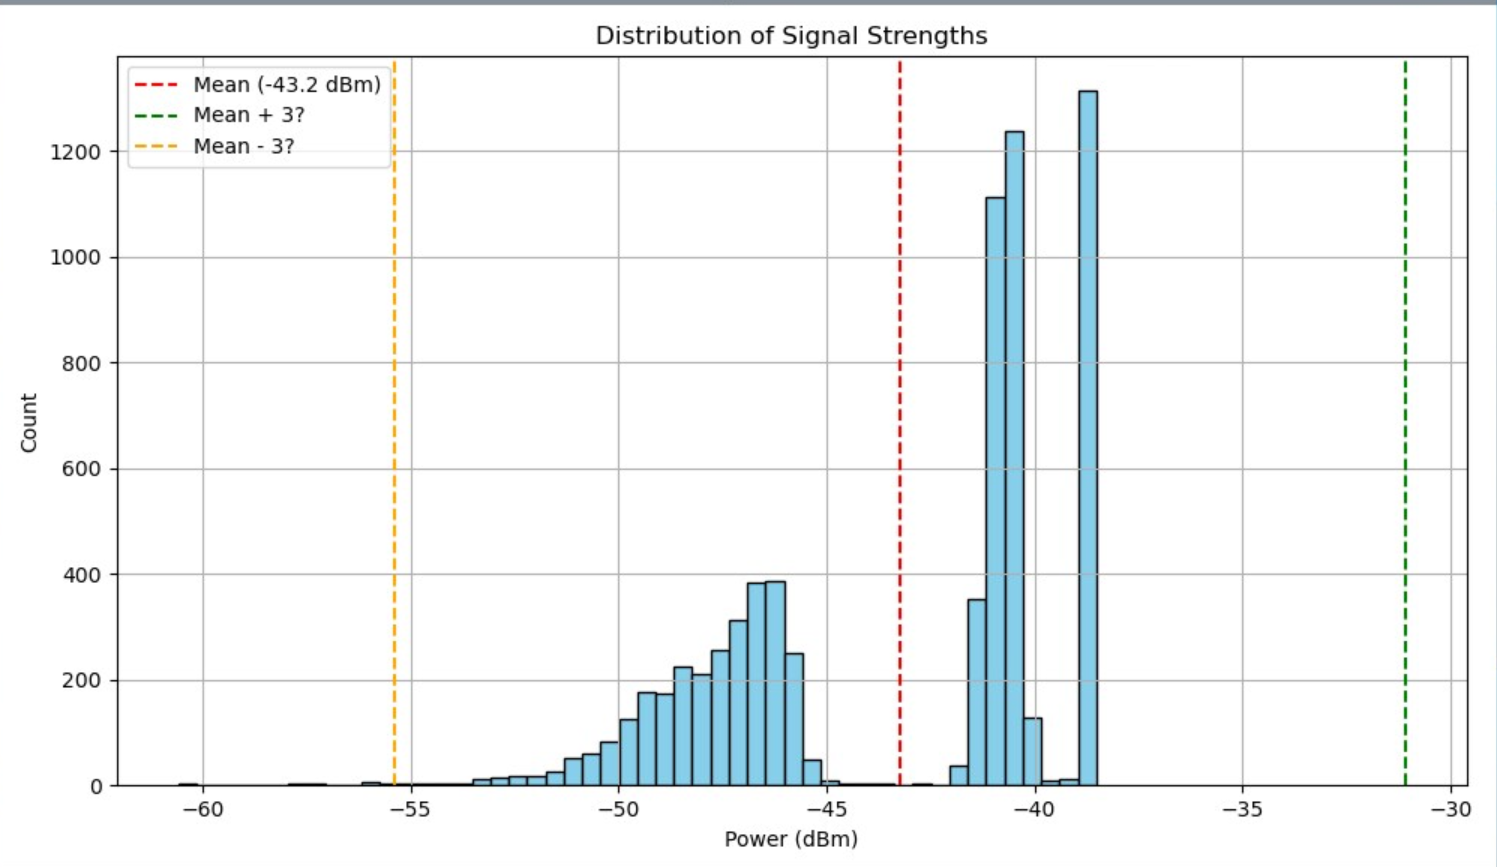 Distribution of Signal Strengths
Mean (-43.2 dBm)
Mean + 3?
Mean - 3?
1200
1000
800
600
400
200
0
Count
−60 −55 −50 −45 −40 −35 −30
Power (dBm)